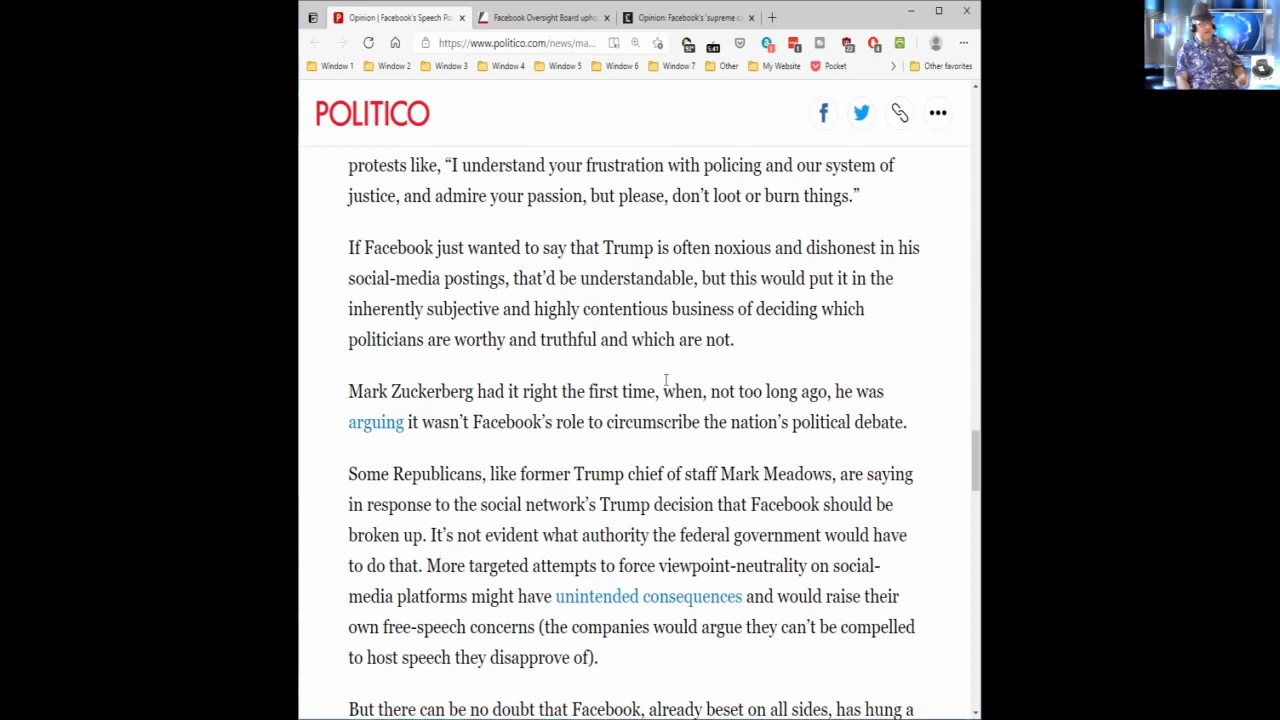 Opinion | Facebook's Speech Po
Facebook Oversight Board upho
Opinion: Facebook's 'supreme c
https://www.politico.com/news/ma...
92°
5:41
1
1
22
4
Window 1
Window 2
Window 3
Window 4
Window 5
Window 6
Window 7
Other
My Website
Pocket
Other favorites
POLITICO
protests like, “I understand your frustration with policing and our system of
justice, and admire your passion, but please, don’t loot or burn things.”
If Facebook just wanted to say that Trump is often noxious and dishonest in his
social-media postings, that’d be understandable, but this would put it in the
inherently subjective and highly contentious business of deciding which
politicians are worthy and truthful and which are not.
Mark Zuckerberg had it right the first time, when, not too long ago, he was
arguing it wasn’t Facebook’s role to circumscribe the nation’s political debate.
Some Republicans, like former Trump chief of staff Mark Meadows, are saying
in response to the social network’s Trump decision that Facebook should be
broken up. It’s not evident what authority the federal government would have
to do that. More targeted attempts to force viewpoint-neutrality on social-
media platforms might have unintended consequences and would raise their
own free-speech concerns (the companies would argue they can’t be compelled
to host speech they disapprove of).
But there can be no doubt that Facebook, already beset on all sides, has hung a